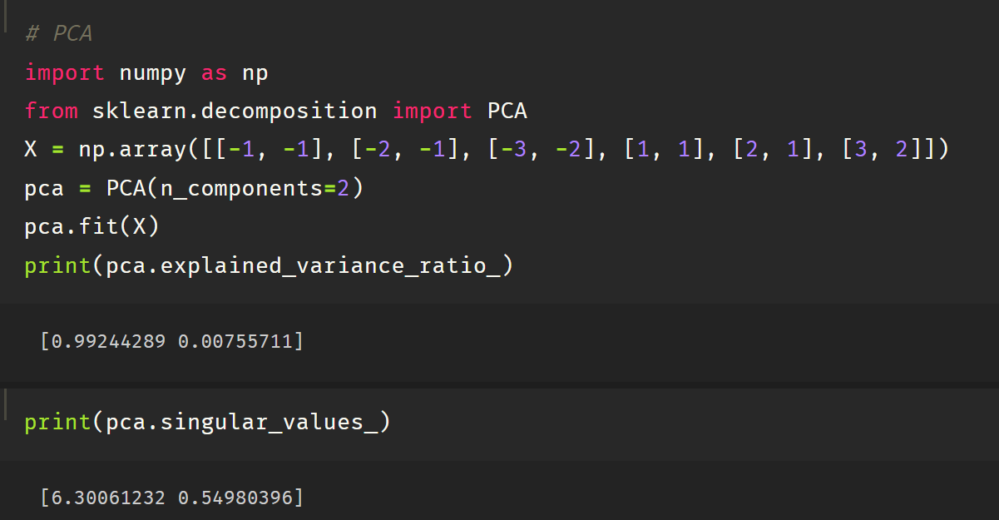 # PCA
import numpy as np
from sklearn.decomposition import PCA
X = np.array([[-1, -1], [-2, -1], [-3, -2], [1, 1], [2, 1], [3, 2]])
pca = PCA(n_components=2)
pca.fit(X)
print(pca.explained_variance_ratio_)
[0.99244289 0.00755711]
print(pca.singular_values_)
[6.30061232 0.54980396]